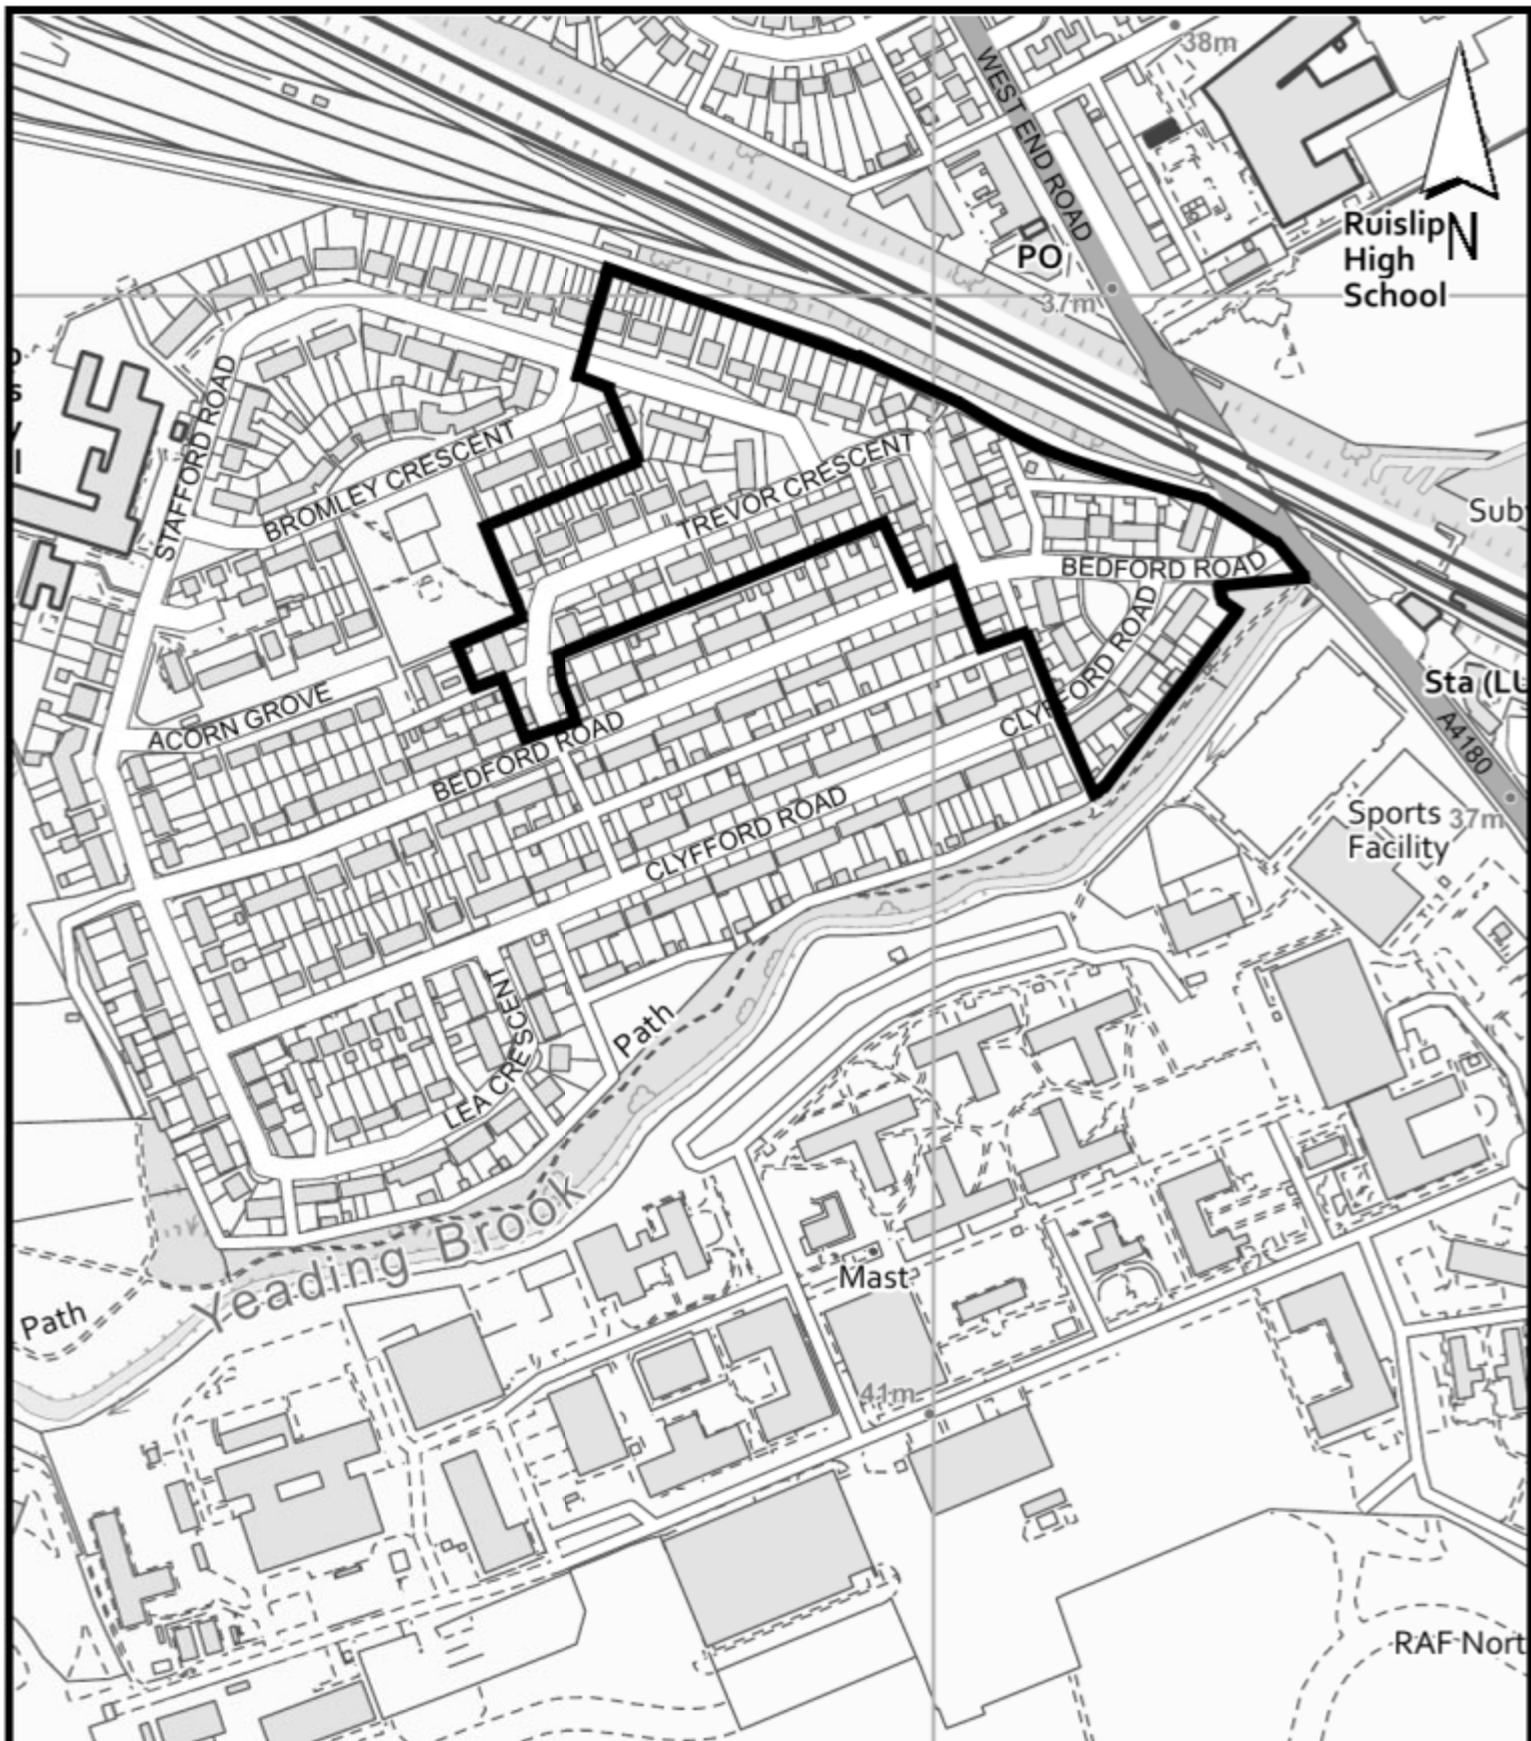 38m
WEST END ROAD
Ruislip
High
School
N
PO
37m
STAFFORD ROAD
BROMLEY CRESCENT
TREVOR CRESCENT
BEDFORD ROAD
CLYFFORD ROAD
Sta (LU
A4180
ACORN GROVE
BEDFORD ROAD
CLYFFORD ROAD
Sports
Facility
37m
LEA CRESCENT
Path
Yeading Brook
Mast
Path
41m
RAF Nort